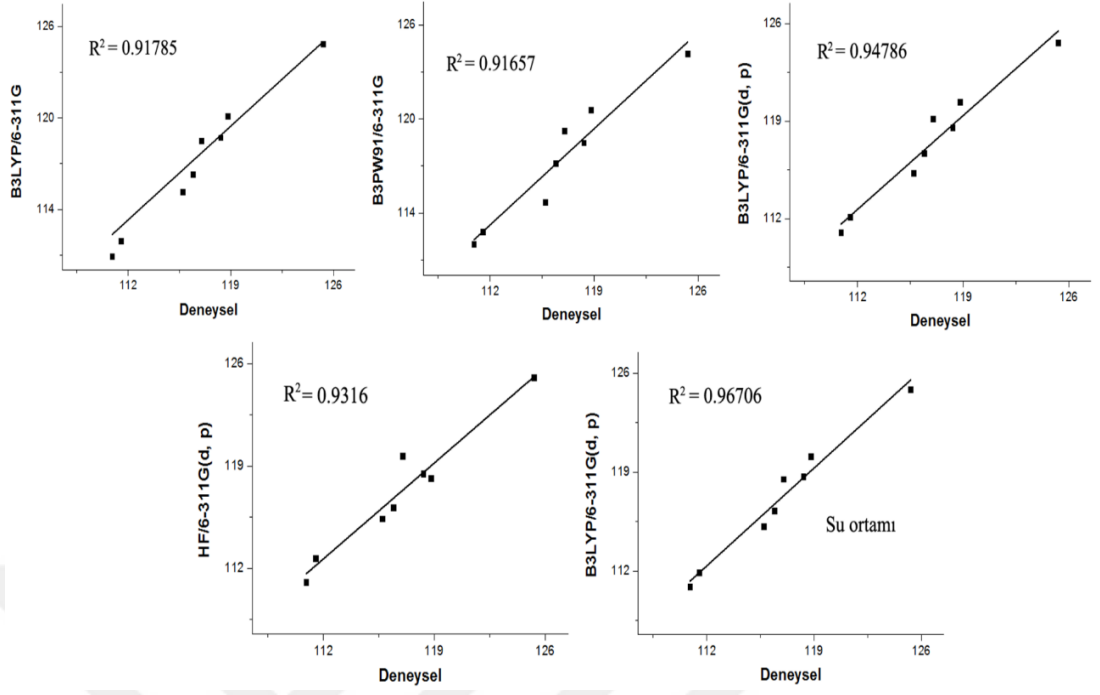 126
120
114
B3LYP/6-311G
R² = 0.91785
112
119
126
Deneysel
126
120
114
B3PW91/6-311G
R² = 0.91657
112
119
126
Deneysel
126
119
112
B3LYP/6-311G(d, p)
R² = 0.94786
112
119
126
Deneysel
126
119
112
HF/6-311G(d, p)
R² = 0.9316
112
119
126
Deneysel
126
119
112
B3LYP/6-311G(d, p)
R² = 0.96706
Su ortamı
112
119
126
Deneysel